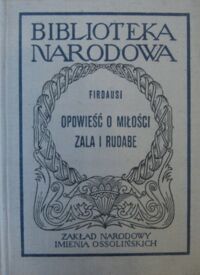 BIBLIOTEKA
NARODOWA
FIRDAUSI
OPOWIEŚĆ O MIŁOŚCI
ZALA I RUDABE
ZAKŁAD NARODOWY
IMIENIA OSSOLIŃSKICH